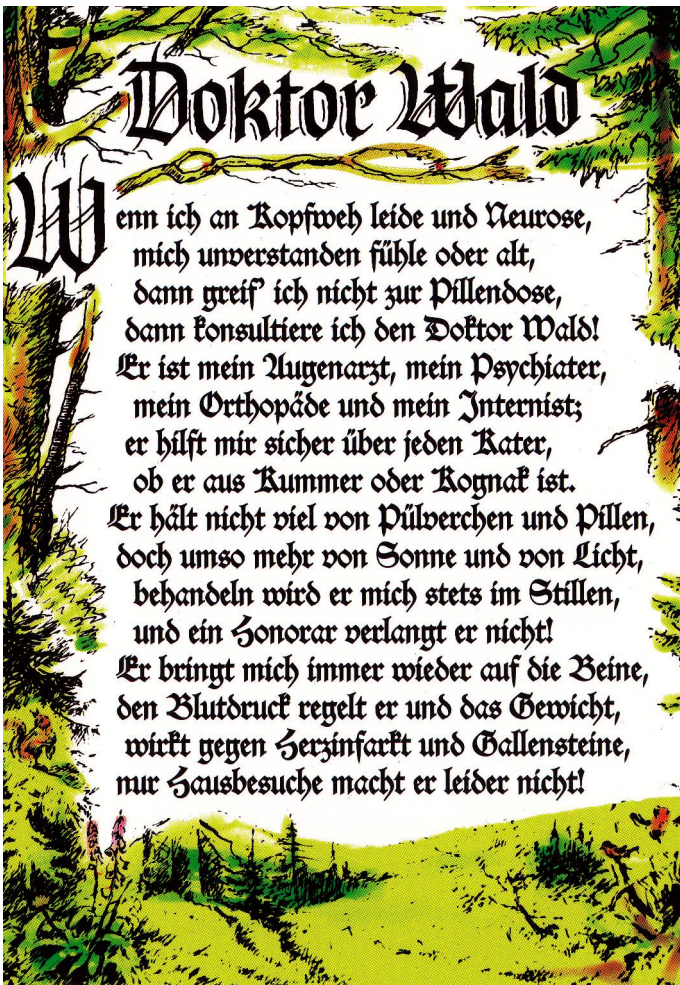 Doktor Wald
Wenn ich an Kopfweh leide und Neurose,
mich unverstanden fühle oder alt,
dann greif' ich nicht zur Pillendose,
dann konsultiere ich den Doktor Wald!
Er ist mein Augenarzt, mein Psychiater,
mein Orthopäde und mein Internist;
er hilft mir sicher über jeden Kater,
ob er aus Kummer oder Kognak ist.
Er hält nicht viel von Pülverchen und Pillen,
doch umso mehr von Sonne und von Licht,
behandeln wird er mich stets im Stillen,
und ein Honorar verlangt er nicht!
Er bringt mich immer wieder auf die Beine,
den Blutdruck regelt er und das Gewicht,
wirkt gegen Herzinfarkt und Gallensteine,
nur Hausbesuche macht er leider nicht!